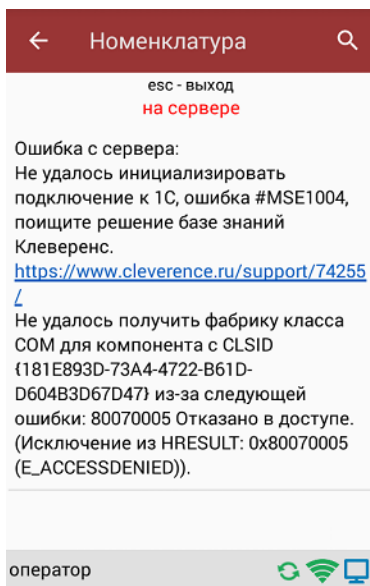 Номенклатура
esc - выход
на сервере
Ошибка с сервера:
Не удалось инициализировать
подключение к 1С, ошибка #MSE1004,
поищите решение базе знаний
Клеверенс.
https://www.cleverence.ru/support/74255
/
Не удалось получить фабрику класса
COM для компонента с CLSID
{181E893D-73A4-4722-B61D-
D604B3D67D47} из-за следующей
ошибки: 80070005 Отказано в доступе.
(Исключение из HRESULT: 0x80070005
(E_ACCESSDENIED)).
оператор